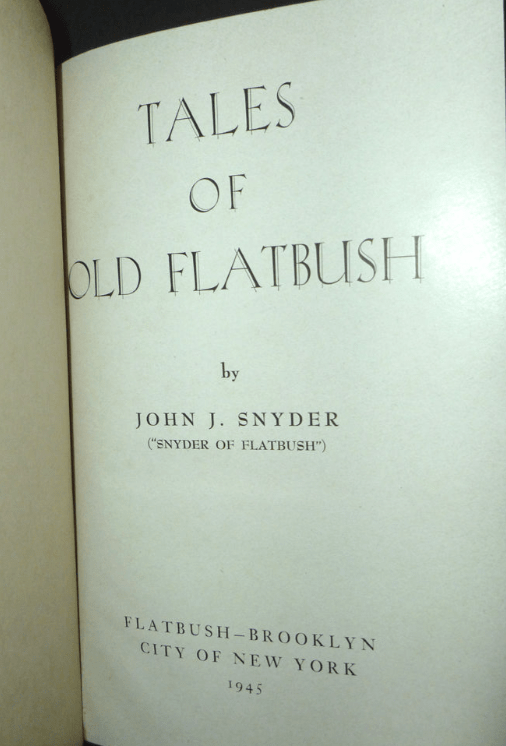 TALES
OF
OLD FLATBUSH
by
JOHN J. SNYDER
("SNYDER OF FLATBUSH")
FLATBUSH—BROOKLYN
CITY OF NEW YORK
1945